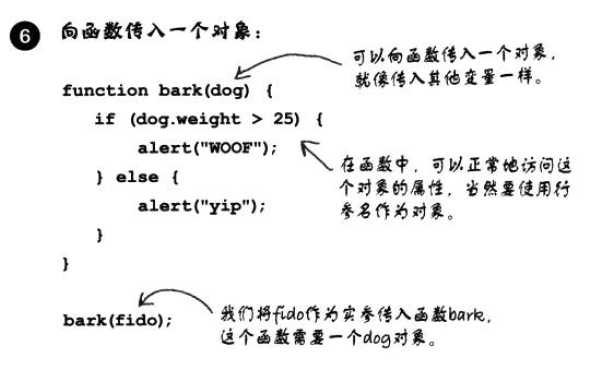 6 向函数传入一个对象：
可以向函数传入一个对象，
就像传入其他变量一样。
function bark(dog) {
if (dog.weight > 25) {
alert("WOOF");
在函数中，可以正常地访问这
个对象的属性，当然要使用行
参名作为对象。
} else {
alert("yip");
}
}
bark(fido);
我们将fido作为实参传入函数bark，
这个函数需要一个dog对象。